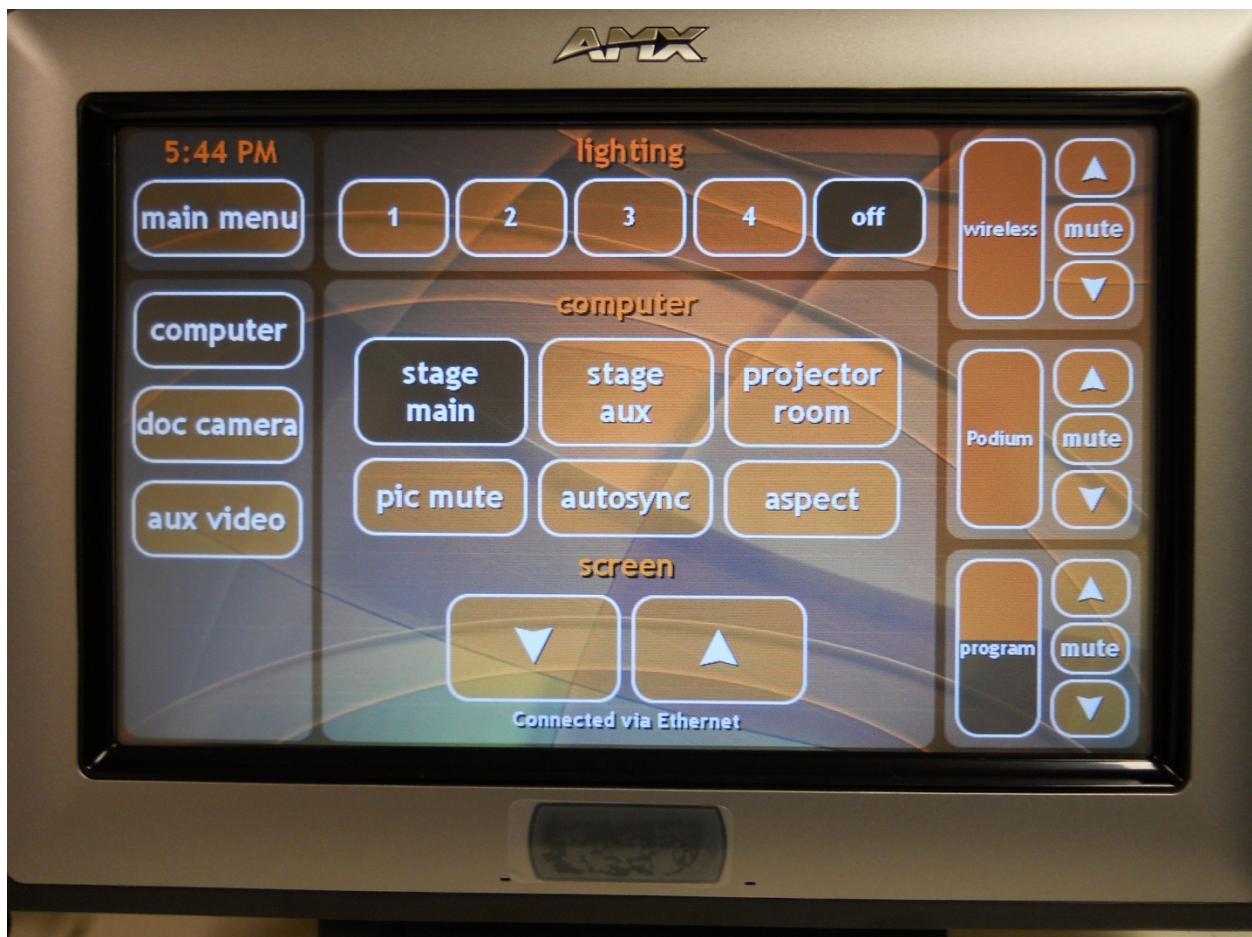 AMX
5:44 PM
main menu
computer
doc camera
aux video
lighting
1 2 3 4 off
computer
stage
main
stage
aux
projector
room
pic mute autosync aspect
screen
Connected via Ethernet
wireless
mute
Podium
mute
program
mute